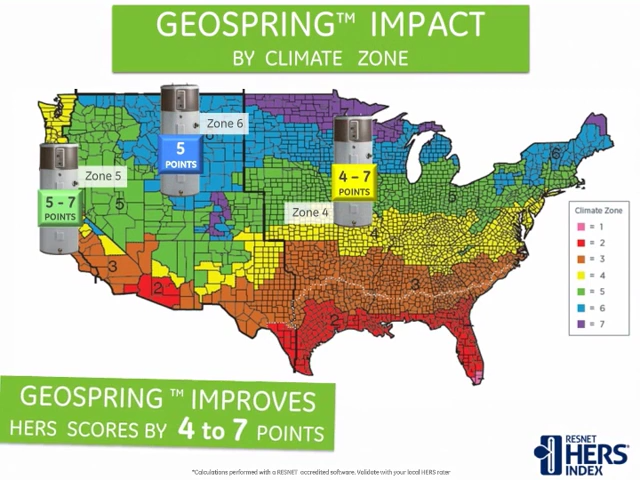 GEOSPRING™ IMPACT
BY CLIMATE ZONE
Zone 6
5
POINTS
Zone 5
5 - 7
POINTS
4 – 7
POINTS
Zone 4
6
5
5
4
3
3
2
2
Climate Zone
= 1
= 2
= 3
= 4
= 5
= 6
= 7
GEOSPRING ™ IMPROVES
HERS SCORES BY 4 to 7 POINTS
RESNET
HERS®
INDEX
*Calculations performed with a RESNET accredited software. Validate with your local HERS rater